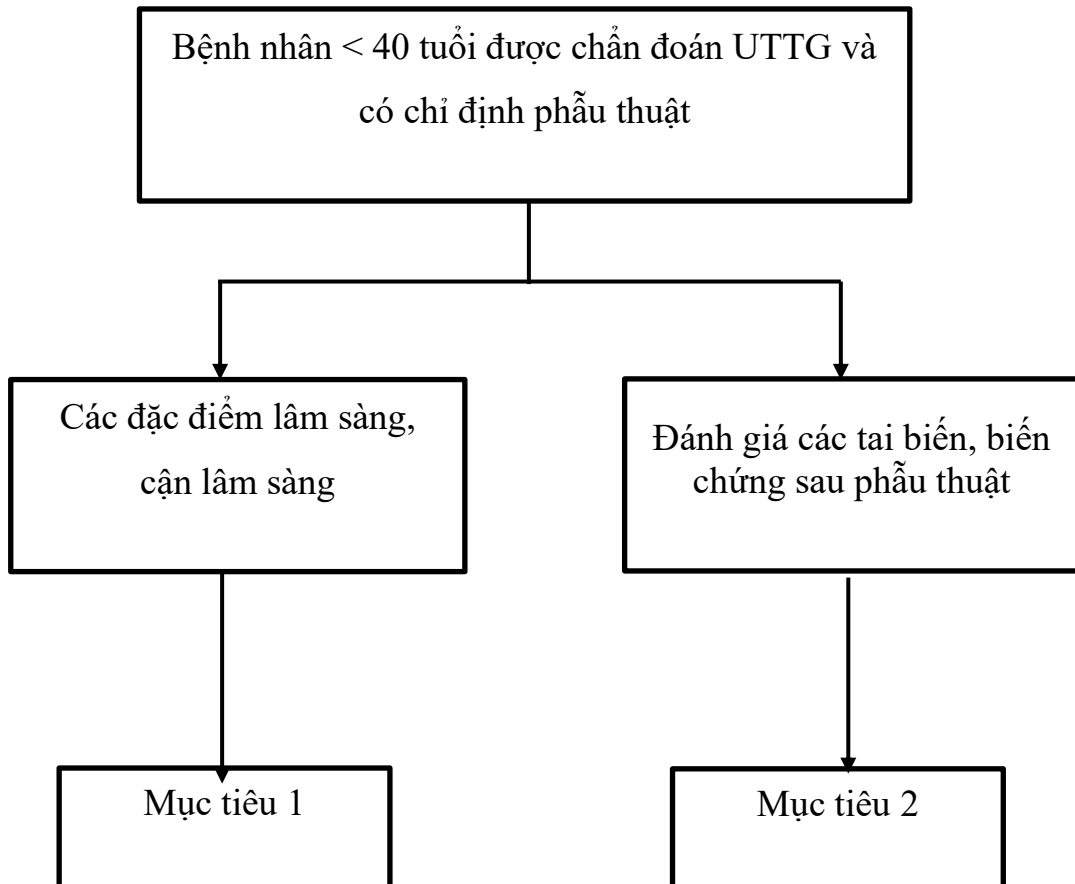 Bệnh nhân < 40 tuổi được chẩn đoán UTTG và
có chỉ định phẫu thuật
Các đặc điểm lâm sàng,
cận lâm sàng
Đánh giá các tai biến, biến
chứng sau phẫu thuật
Mục tiêu 1
Mục tiêu 2